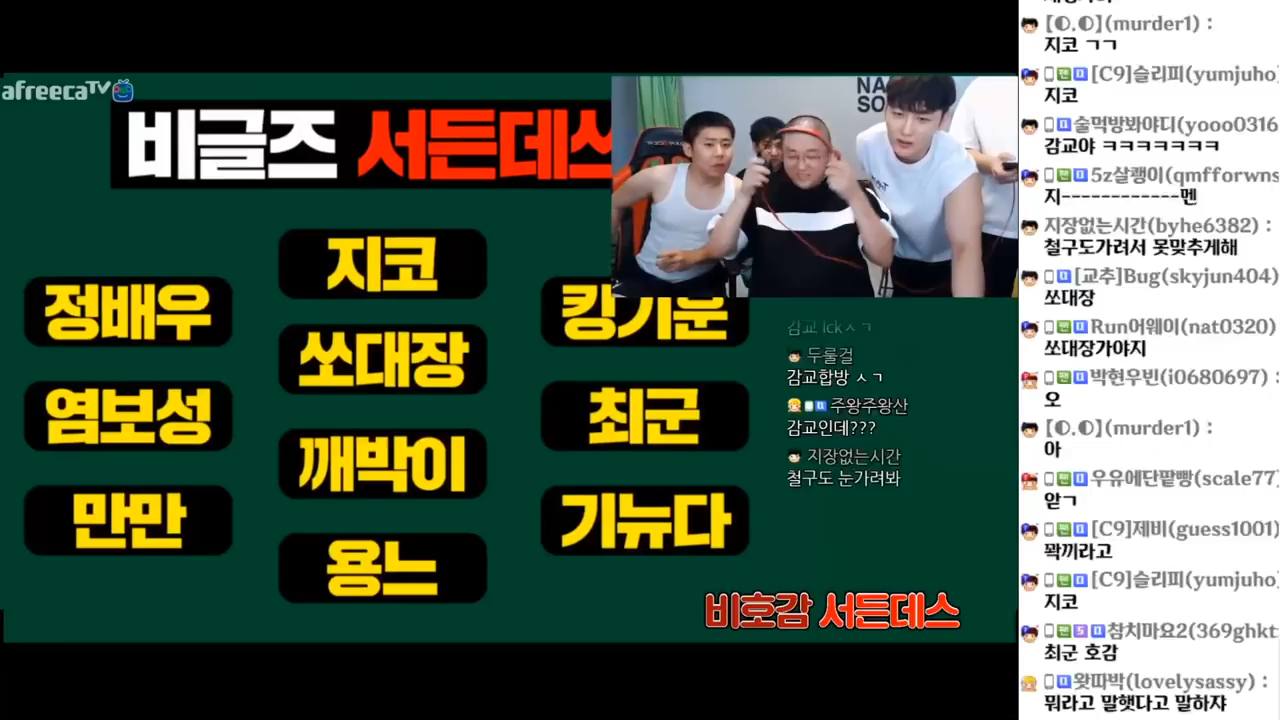 afreecaTV
비글즈 서든데스
NA
SO
지코
정배우
킹기훈
쏘대장
염보성
최군
깨박이
만만
기뉴다
용느
비호감 서든데스
두룰걸
감교합방 ㅅㄱ
주왕주왕산
감교인데???
지장없는시간
철구도 눈가려봐
【◐.◐】(murder1) :
지코 ㄱㄱ
[C9]슬리피(yumjuho)
지코
술먹방봐야디(yooo0316
감교야 ㅋㅋㅋㅋㅋㅋㅋ
5z살쾡이(qmfforwns
지------------멘
지장없는시간(byhe6382) :
철구도가려서 못맞추게해
[교추]Bug(skyjun404)
쏘대장
Run어웨이(nat0320)
쏘대장가야지
박현우빈(i0680697) :
오
【◐.◐】(murder1) :
아
우유에단팥빵(scale77)
앋ㄱ
[C9]제비(guess1001)
꽉끼라고
[C9]슬리피(yumjuho)
지코
참치마요2(369ghkt
최군 호감
왓따박(lovelysassy) :
뭐라고 말햇다고 말하쟈